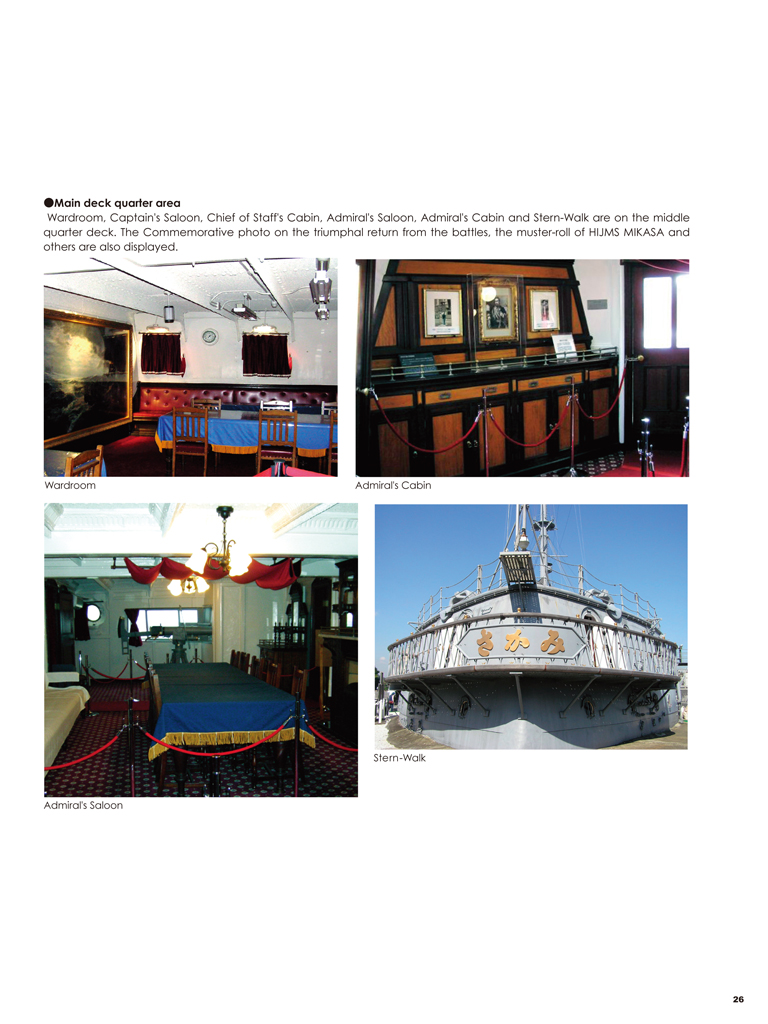 ●Main deck quarter area
Wardroom, Captain's Saloon, Chief of Staff's Cabin, Admiral's Saloon, Admiral's Cabin and Stern-Walk are on the middle
quarter deck. The Commemorative photo on the triumphal return from the battles, the muster-roll of HIJMS MIKASA and
others are also displayed.
Wardroom
Admiral's Cabin
さかみ
Stern-Walk
Admiral's Saloon
26